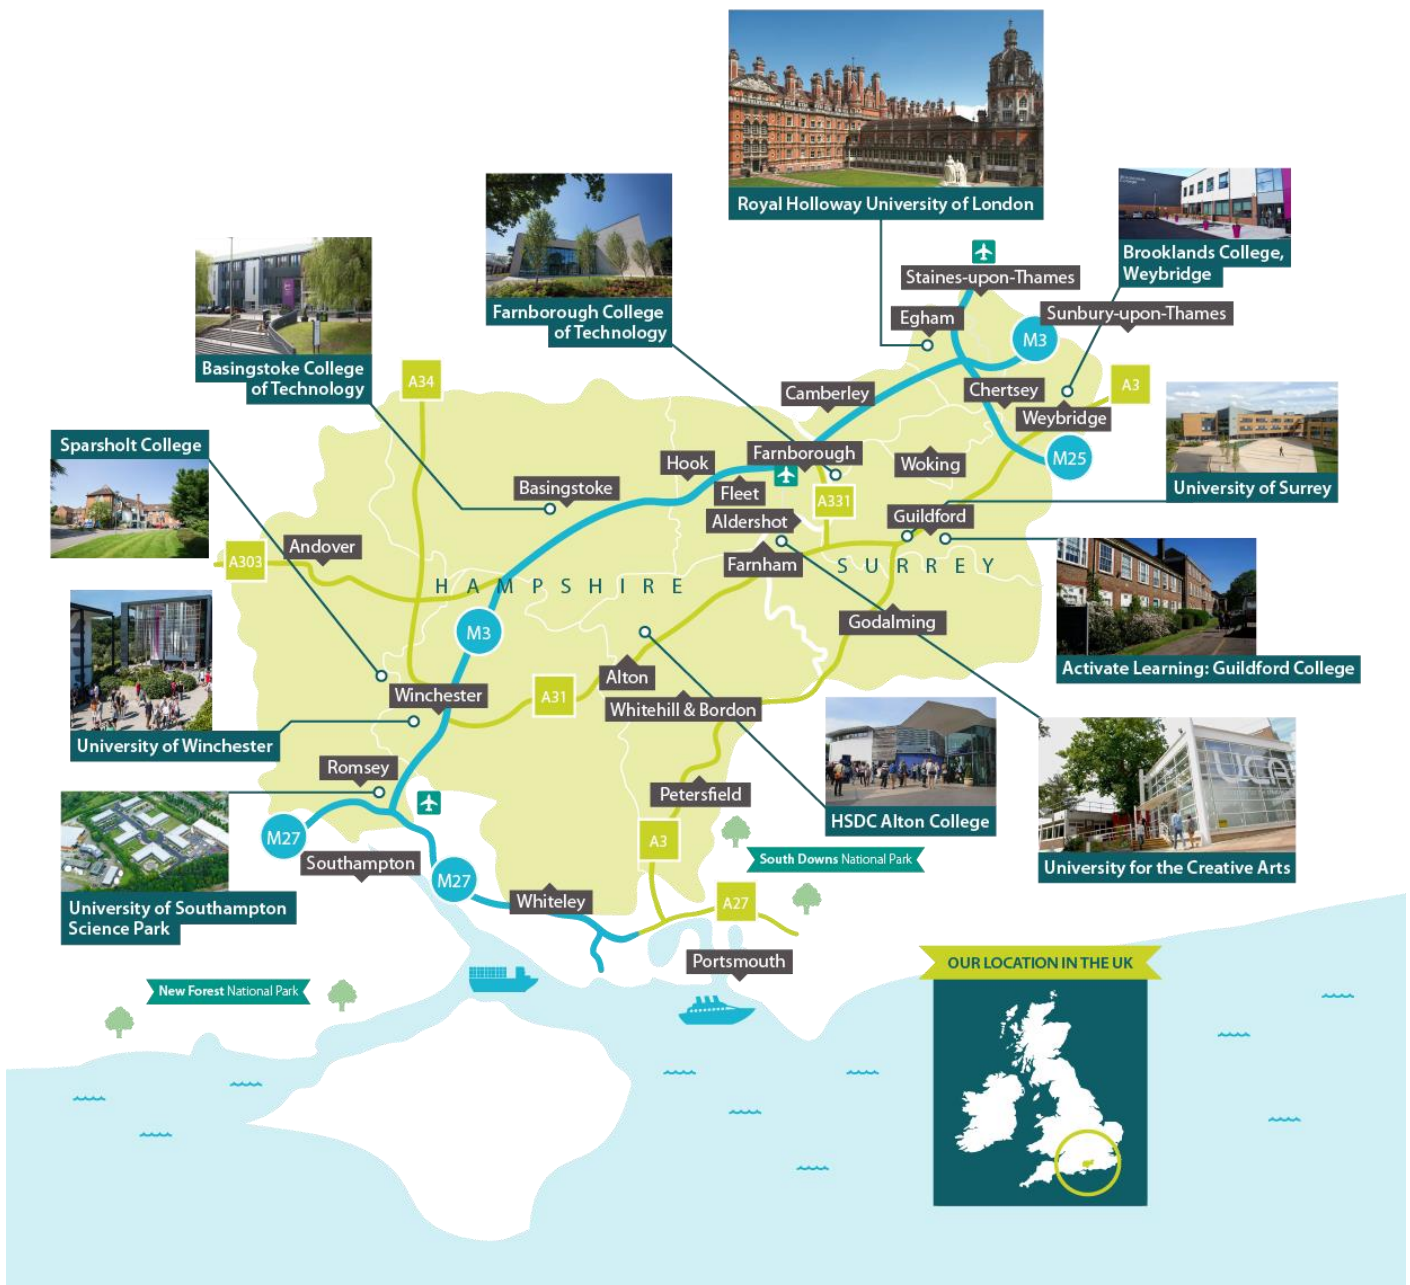 Royal Holloway University of London
Brooklands College,
Weybridge
Farnborough College
of Technology
Basingstoke College
of Technology
Staines-upon-Thames
Sunbury-upon-Thames
Egham
M3
A34
Camberley
Chertsey
A3
Weybridge
Sparsholt College
Farnborough
Hook
Woking
M25
Basingstoke
Fleet
A331
University of Surrey
Aldershot
Guildford
A303
Andover
Farnham
SURREY
HAMPSHIRE
M3
Godalming
Activate Learning: Guildford College
Winchester
Alton
A31
Whitehill & Bordon
University of Winchester
Romsey
UCA
Petersfield
HSDC Alton College
M27
A3
Southampton
South Downs National Park
University for the Creative Arts
M27
Whiteley
A27
University of Southampton
Science Park
Portsmouth
OUR LOCATION IN THE UK
New Forest National Park